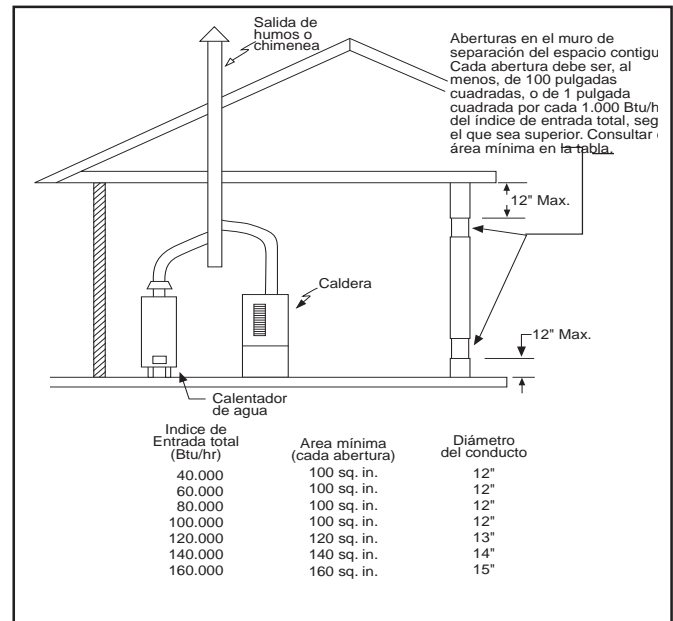 Salida de
humos o
chimenea
Aberturas en el muro de
separación del espacio
Cada abertura debe ser, al
menos, de 100 pulgadas
cuadradas, o de 1 pulgada
cuadrada por cada 1.000 Btu/h
del índice de entrada total,
el que sea superior. Consultar
área mínima en la tabla.
12" Max.
Caldera
12" Max.
Calentador
de agua
Indice de
Entrada total
(Btu/hr)
Area mínima
(cada abertura)
Diámetro
del conducto
40.000 100 sq. in. 12"
60.000 100 sq. in. 12"
80.000 100 sq. in. 12"
100.000 100 sq. in. 12"
120.000 120 sq. in. 13"
140.000 140 sq. in. 14"
160.000 160 sq. in. 15"